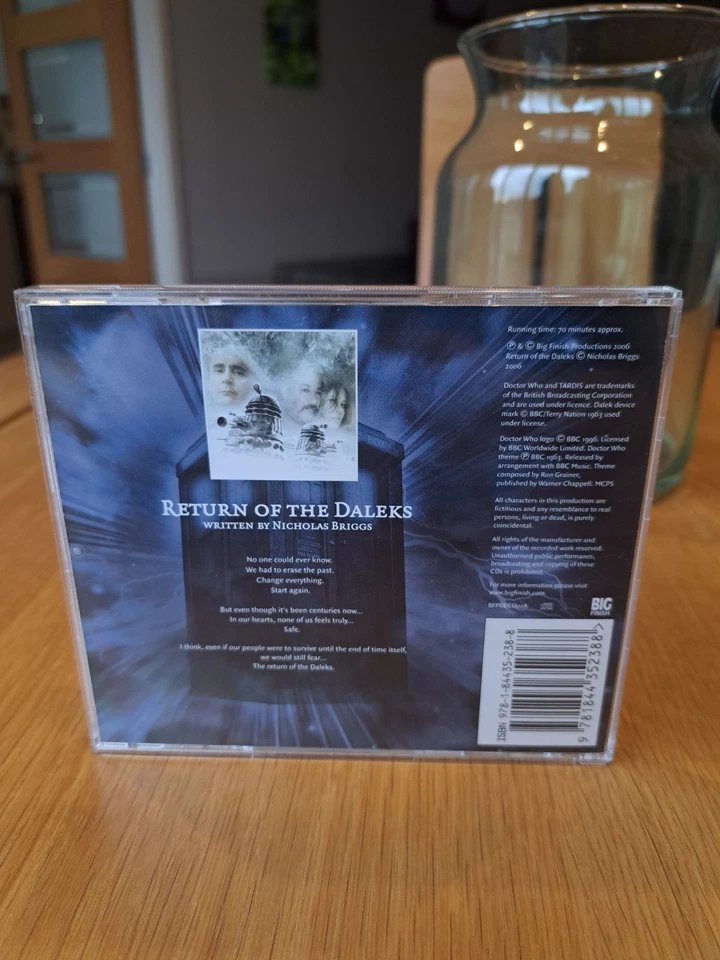 RETURN OF THE DALEKS
WRITTEN BY NICHOLAS BRIGGS
No one could ever know.
We had to erase the past.
Change everything.
Start again.
But even though it's been centuries now...
In our hearts, none of us feels truly...
Safe.
I think, even if our people were to survive until the end of time itself,
we would still fear...
The return of the Daleks.
Running time: 70 minutes approx.
Ⓟ & © Big Finish Productions 2006
Return of the Daleks © Nicholas Briggs
2006
Doctor Who and TARDIS are trademarks
of the British Broadcasting Corporation
and are used under licence. Dalek device
mark © BBC/Terry Nation 1963 used
under license.
Doctor Who logo © BBC 1996. Licensed
by BBC Worldwide Limited. Doctor Who
theme Ⓟ BBC 1963. Released by
arrangement with BBC Music. Theme
composed by Ron Grainer,
published by Warner Chappell, MCPS
All characters in this production are
fictitious and any resemblance to real
persons, living or dead, is purely
coincidental.
All rights of the manufacturer and
owner of the recorded work reserved.
Unauthorised public performance,
broadcasting and copying of these
CDs is prohibited.
For more information please visit
www.bigfinish.com
BIG
FINISH
ISBN 978-1-84435-238-8
9 781844 352388 >